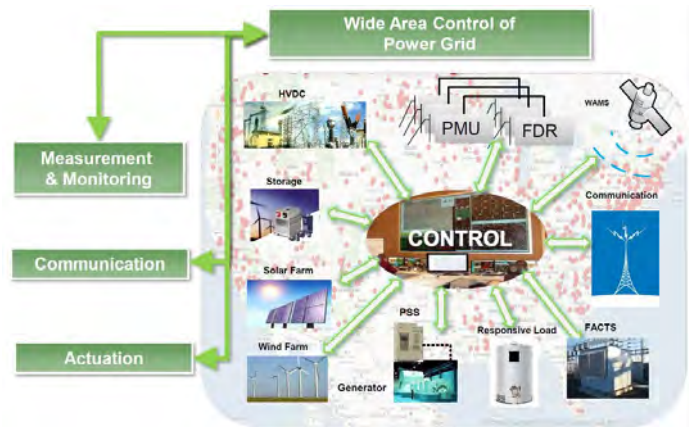 Wide Area Control of
Power Grid
HVDC
PMU
FDR
WAMS
Measurement
& Monitoring
Storage
Communication
CONTROL
Communication
Solar Farm
PSS
Responsive Load
FACTS
Wind Farm
Actuation
Generator